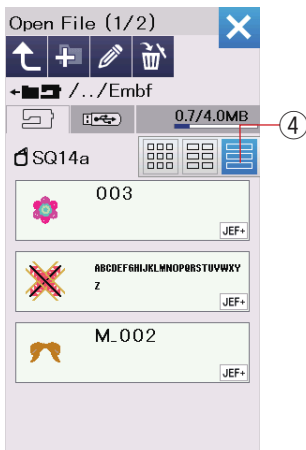 Open File (1/2)
/../Embf
0.7/4.0MB
④
SQ14a
003
JEF+
ABCDEFGHIJKLMNOPQRSTUVWXY
Z
JEF+
M_002
JEF+